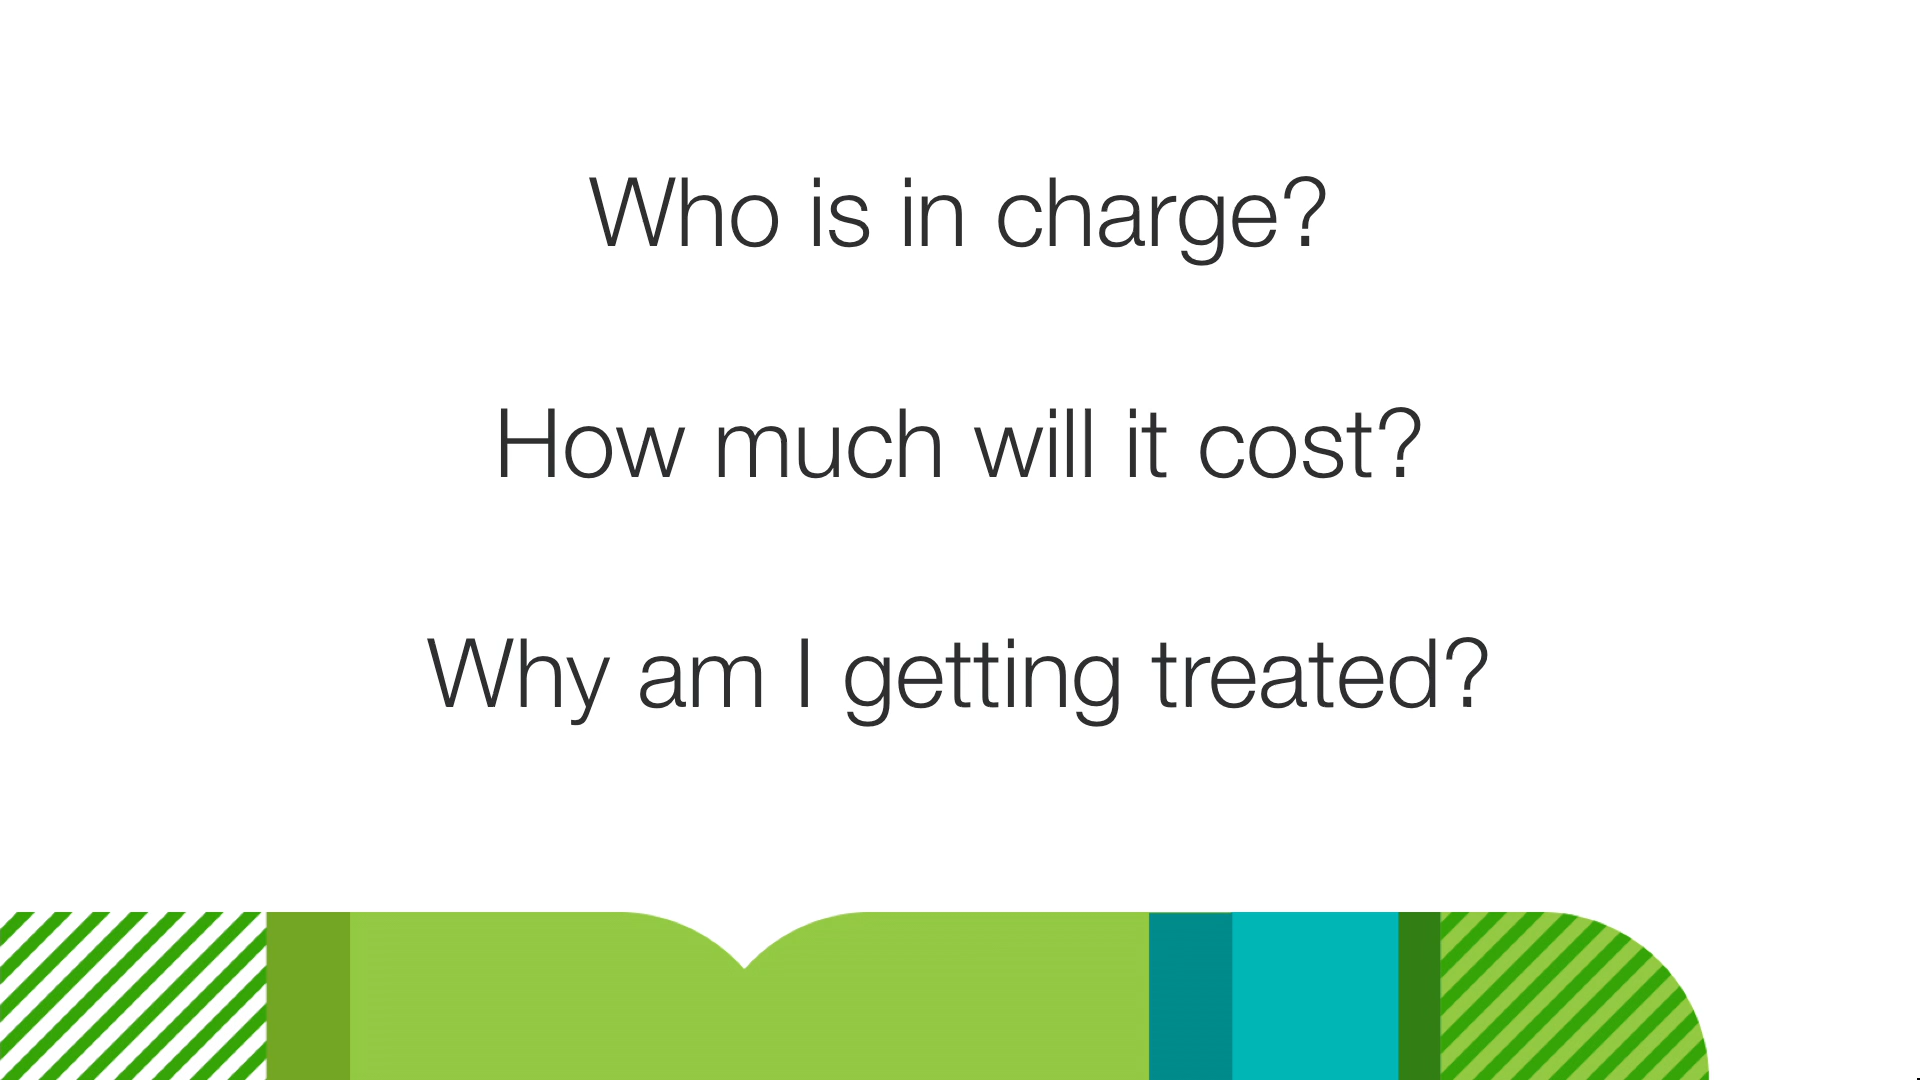 Who is in charge?
How much will it cost?
Why am I getting treated?